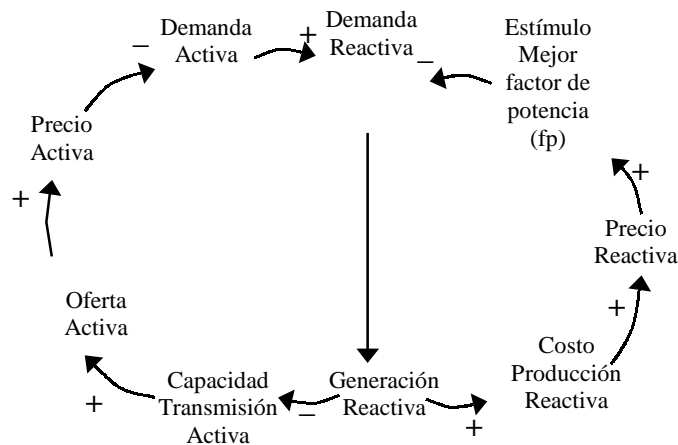 Demanda
Activa
Demanda
Reactiva
Estímulo
Mejor
factor de
potencia
(fp)
−
+
−
Precio
Activa
+
+
Precio
Reactiva
Oferta
Activa
+
Costo
Producción
Reactiva
Capacidad
Transmisión
Activa
Generación
Reactiva
+
−
+